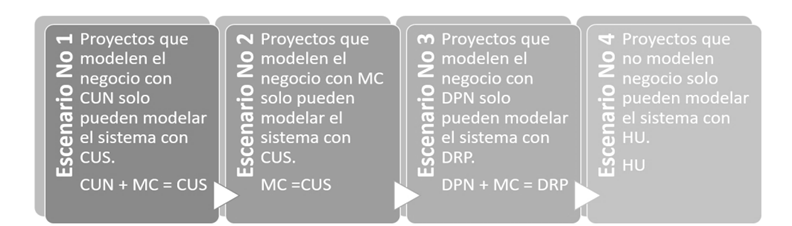 Escenario No 1
Proyectos que
modelen el
negocio con
CUN solo
pueden modelar
el sistema con
CUS.
CUN + MC = CUS
Escenario No 2
Proyectos que
modelen el
negocio con MC
solo pueden
modelar el
sistema con
CUS.
MC =CUS
Escenario No 3
Proyectos que
modelen el
negocio con
DPN solo
pueden modelar
el sistema con
DRP.
DPN + MC = DRP
Escenario No 4
Proyectos que
no modelen
negocio solo
pueden modelar
el sistema con
HU.
HU